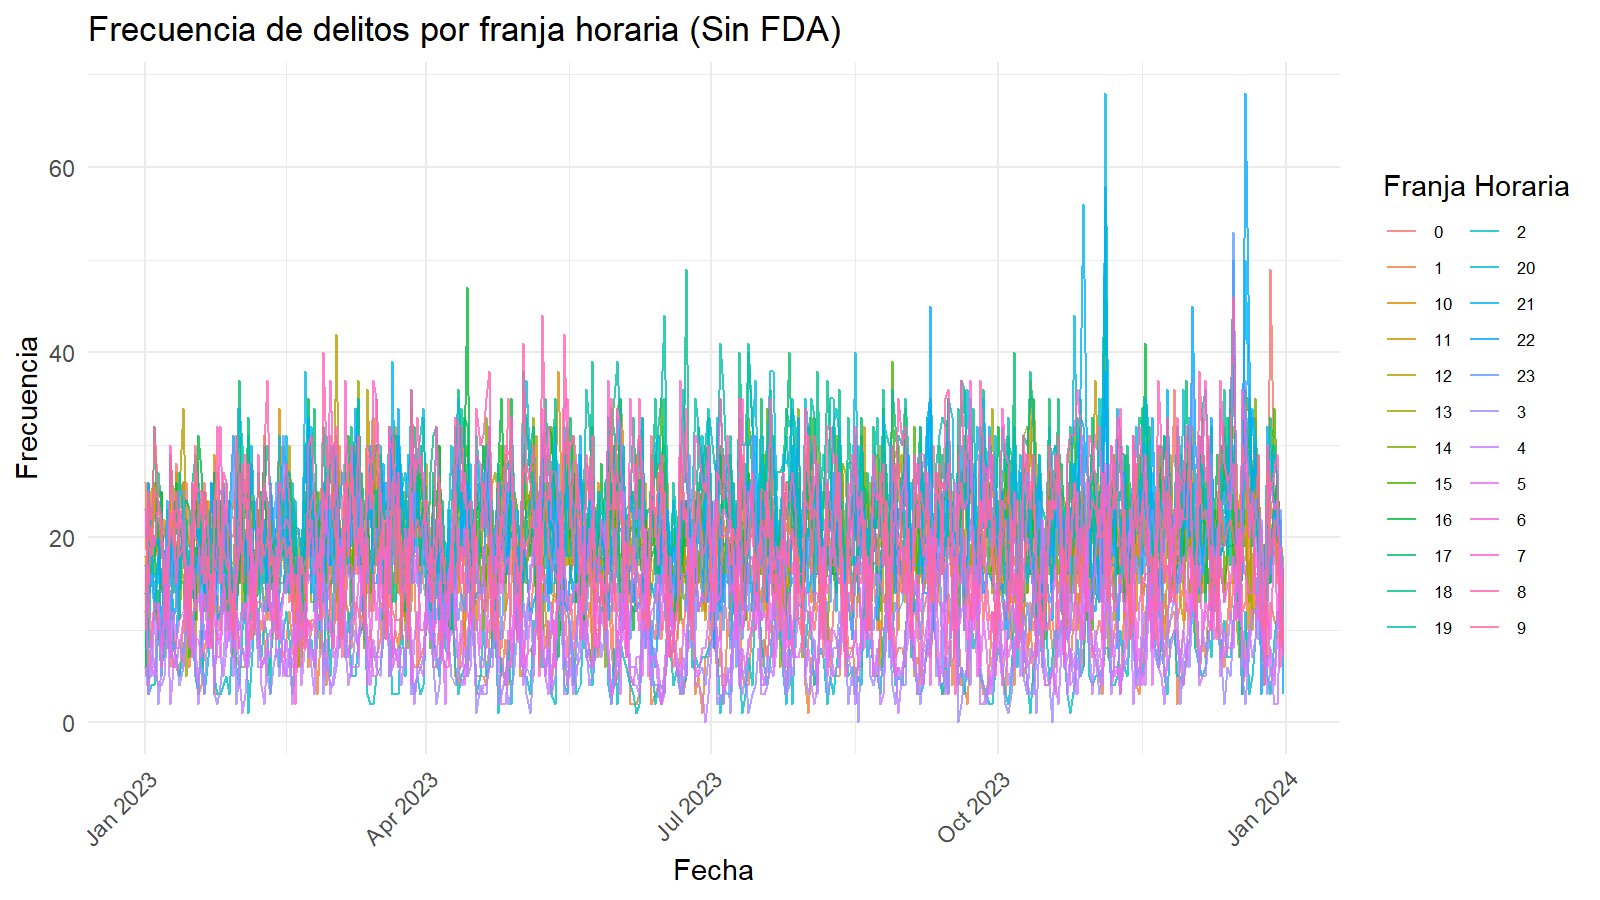 Frecuencia de delitos por franja horaria (Sin FDA)
Frecuencia
60
40
20
0
Jan 2023
Apr 2023
Jul 2023
Oct 2023
Jan 2024
Fecha
Franja Horaria
0 2
1 20
10 21
11 22
12 23
13 3
14 4
15 5
16 6
17 7
18 8
19 9